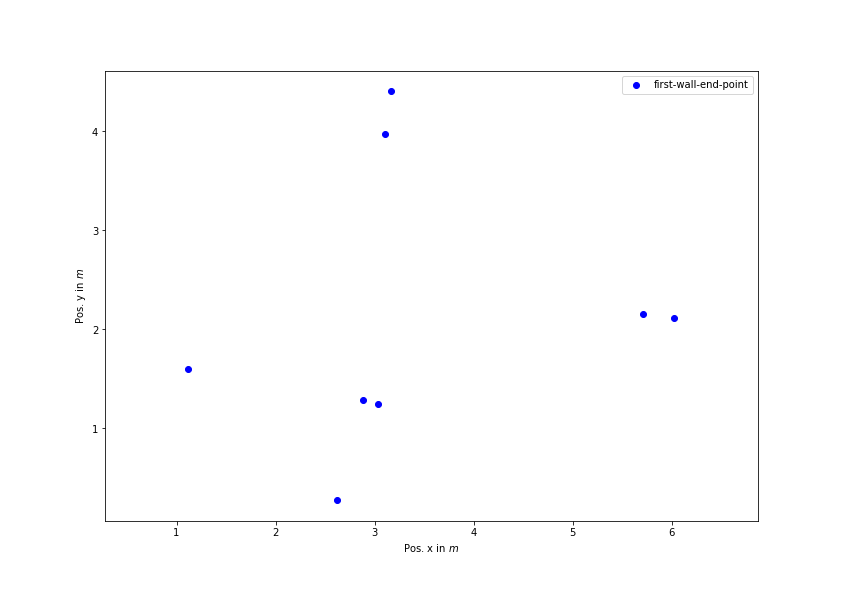 first-wall-end-point
4
3
2
1
Pos. y in m
1 2 3 4 5 6
Pos. x in m